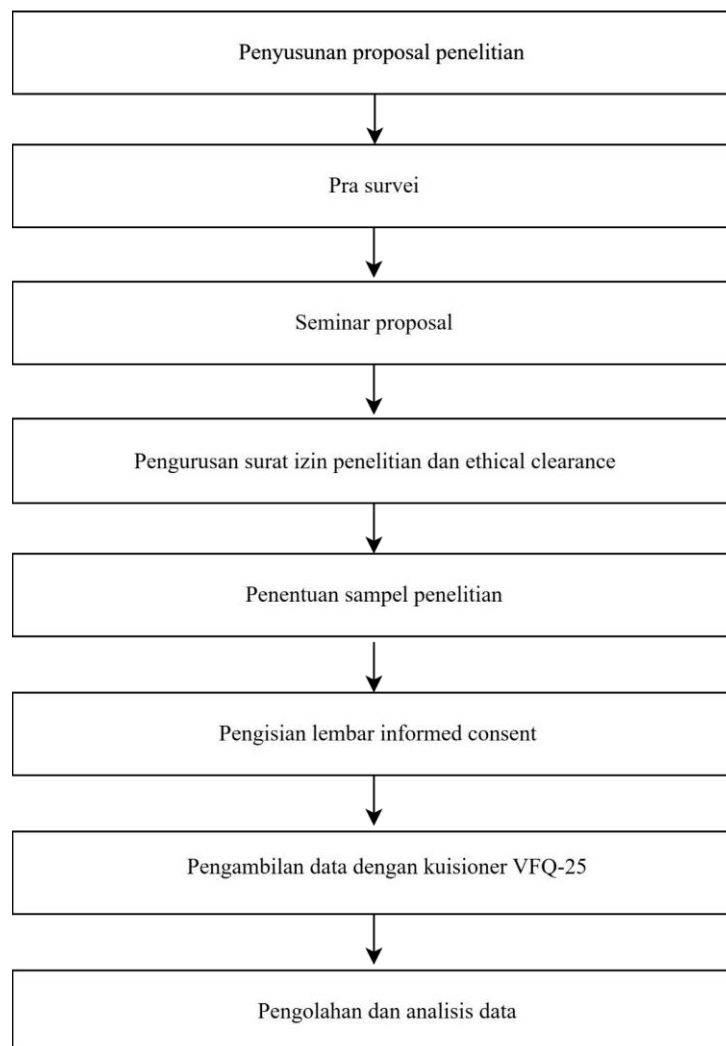 Penyusunan proposal penelitian
Pra survei
Seminar proposal
Pengurusan surat izin penelitian dan ethical clearance
Penentuan sampel penelitian
Pengisian lembar informed consent
Pengambilan data dengan kuisioner VFQ-25
Pengolahan dan analisis data